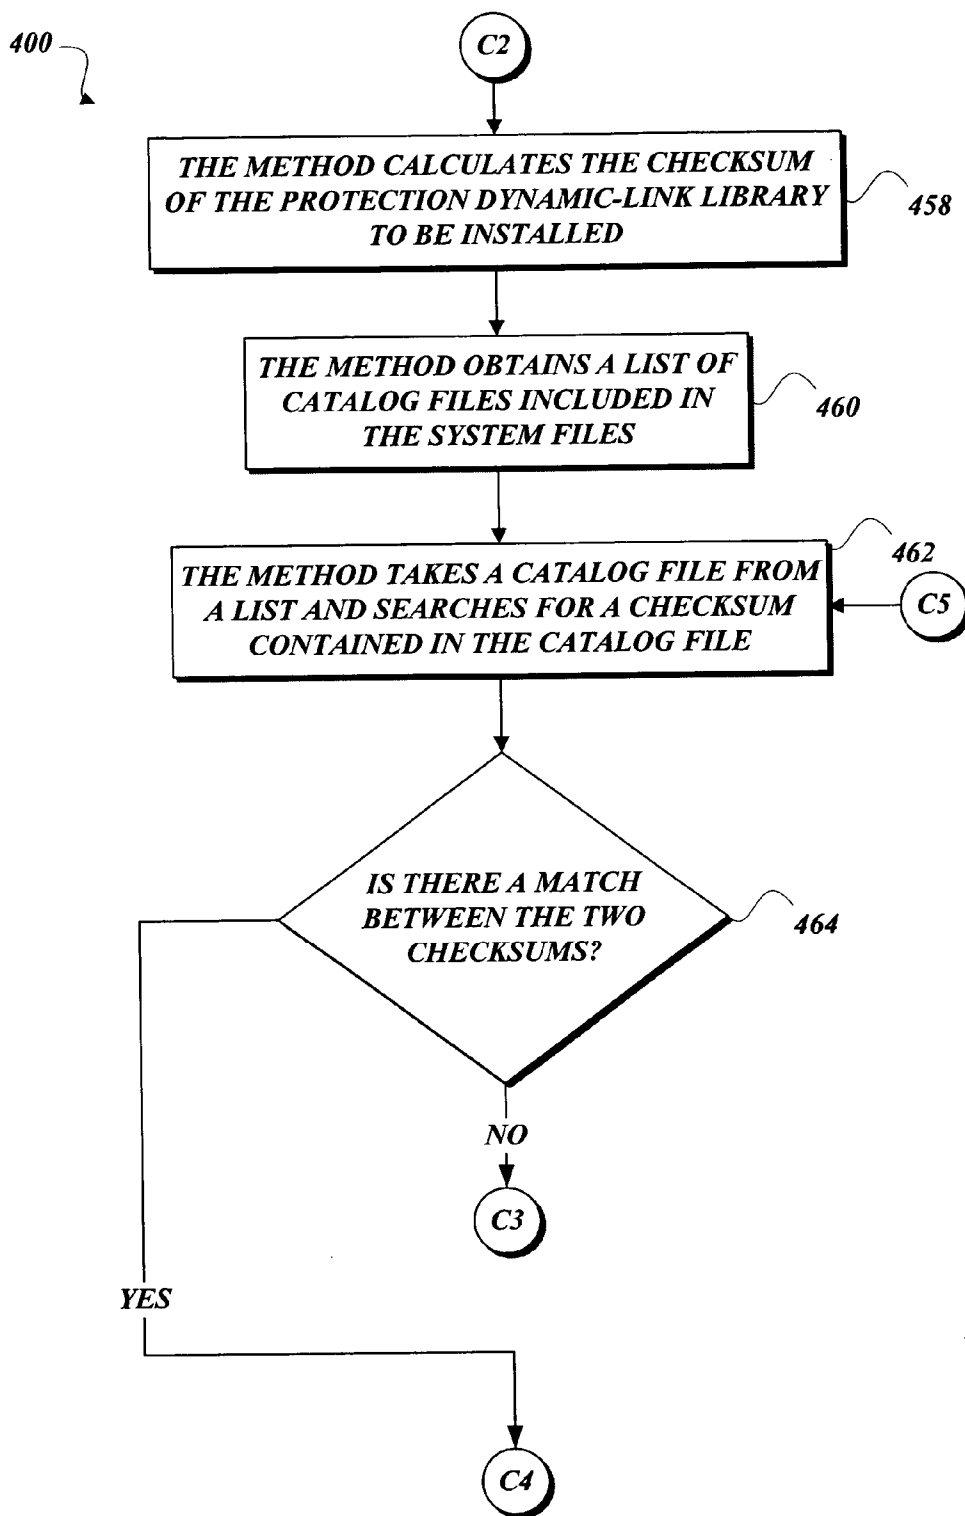 400
C2
THE METHOD CALCULATES THE CHECKSUM
OF THE PROTECTION DYNAMIC-LINK LIBRARY
TO BE INSTALLED
458
THE METHOD OBTAINS A LIST OF
CATALOG FILES INCLUDED IN
THE SYSTEM FILES
460
462
THE METHOD TAKES A CATALOG FILE FROM
A LIST AND SEARCHES FOR A CHECKSUM
CONTAINED IN THE CATALOG FILE
C5
IS THERE A MATCH
BETWEEN THE TWO
CHECKSUMS?
464
NO
C3
YES
C4